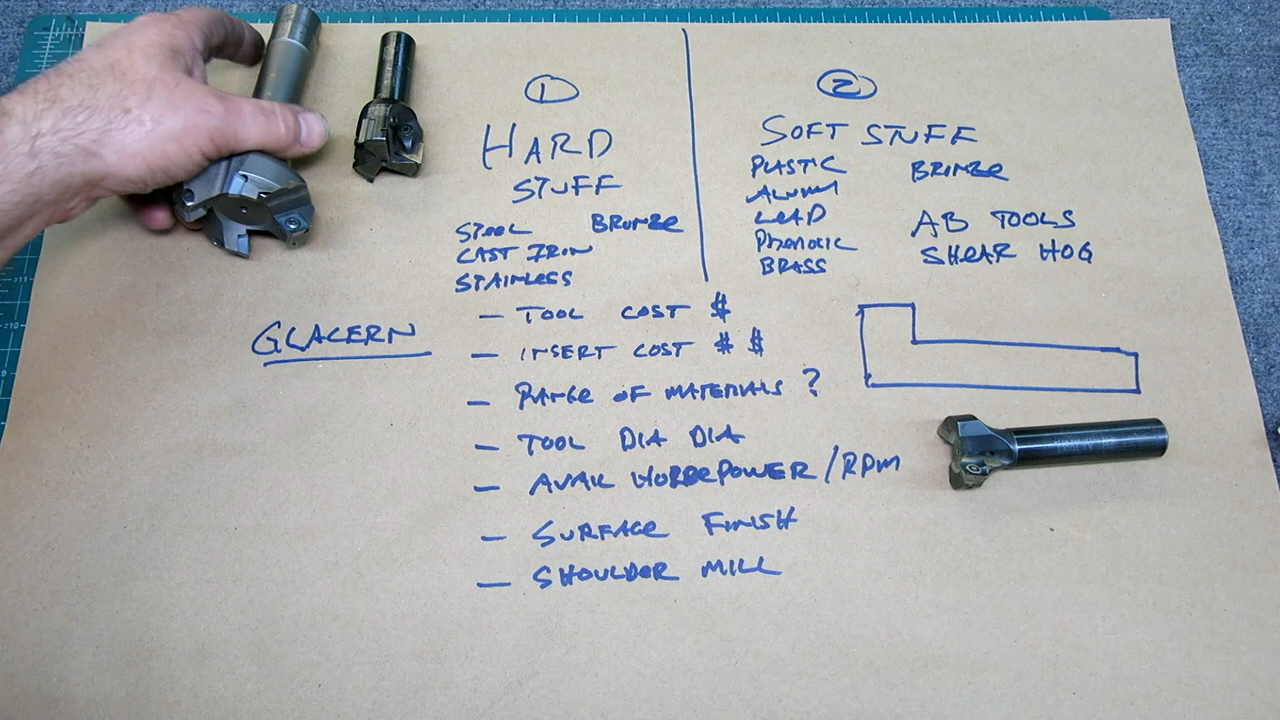 1
HARD
STUFF
STEEL BRONZE
CAST IRON
STAINLESS
2
SOFT STUFF
PLASTIC BRONZE
ALUM
LEAD AB TOOLS
PHENOLIC SHEAR HOG
BRASS
GLACERN
— TOOL COST $
— INSERT COST $ $
— RANGE OF MATERIALS ?
— TOOL DIA DIA
— AVAIL HORSEPOWER/RPM
— SURFACE FINISH
— SHOULDER MILL